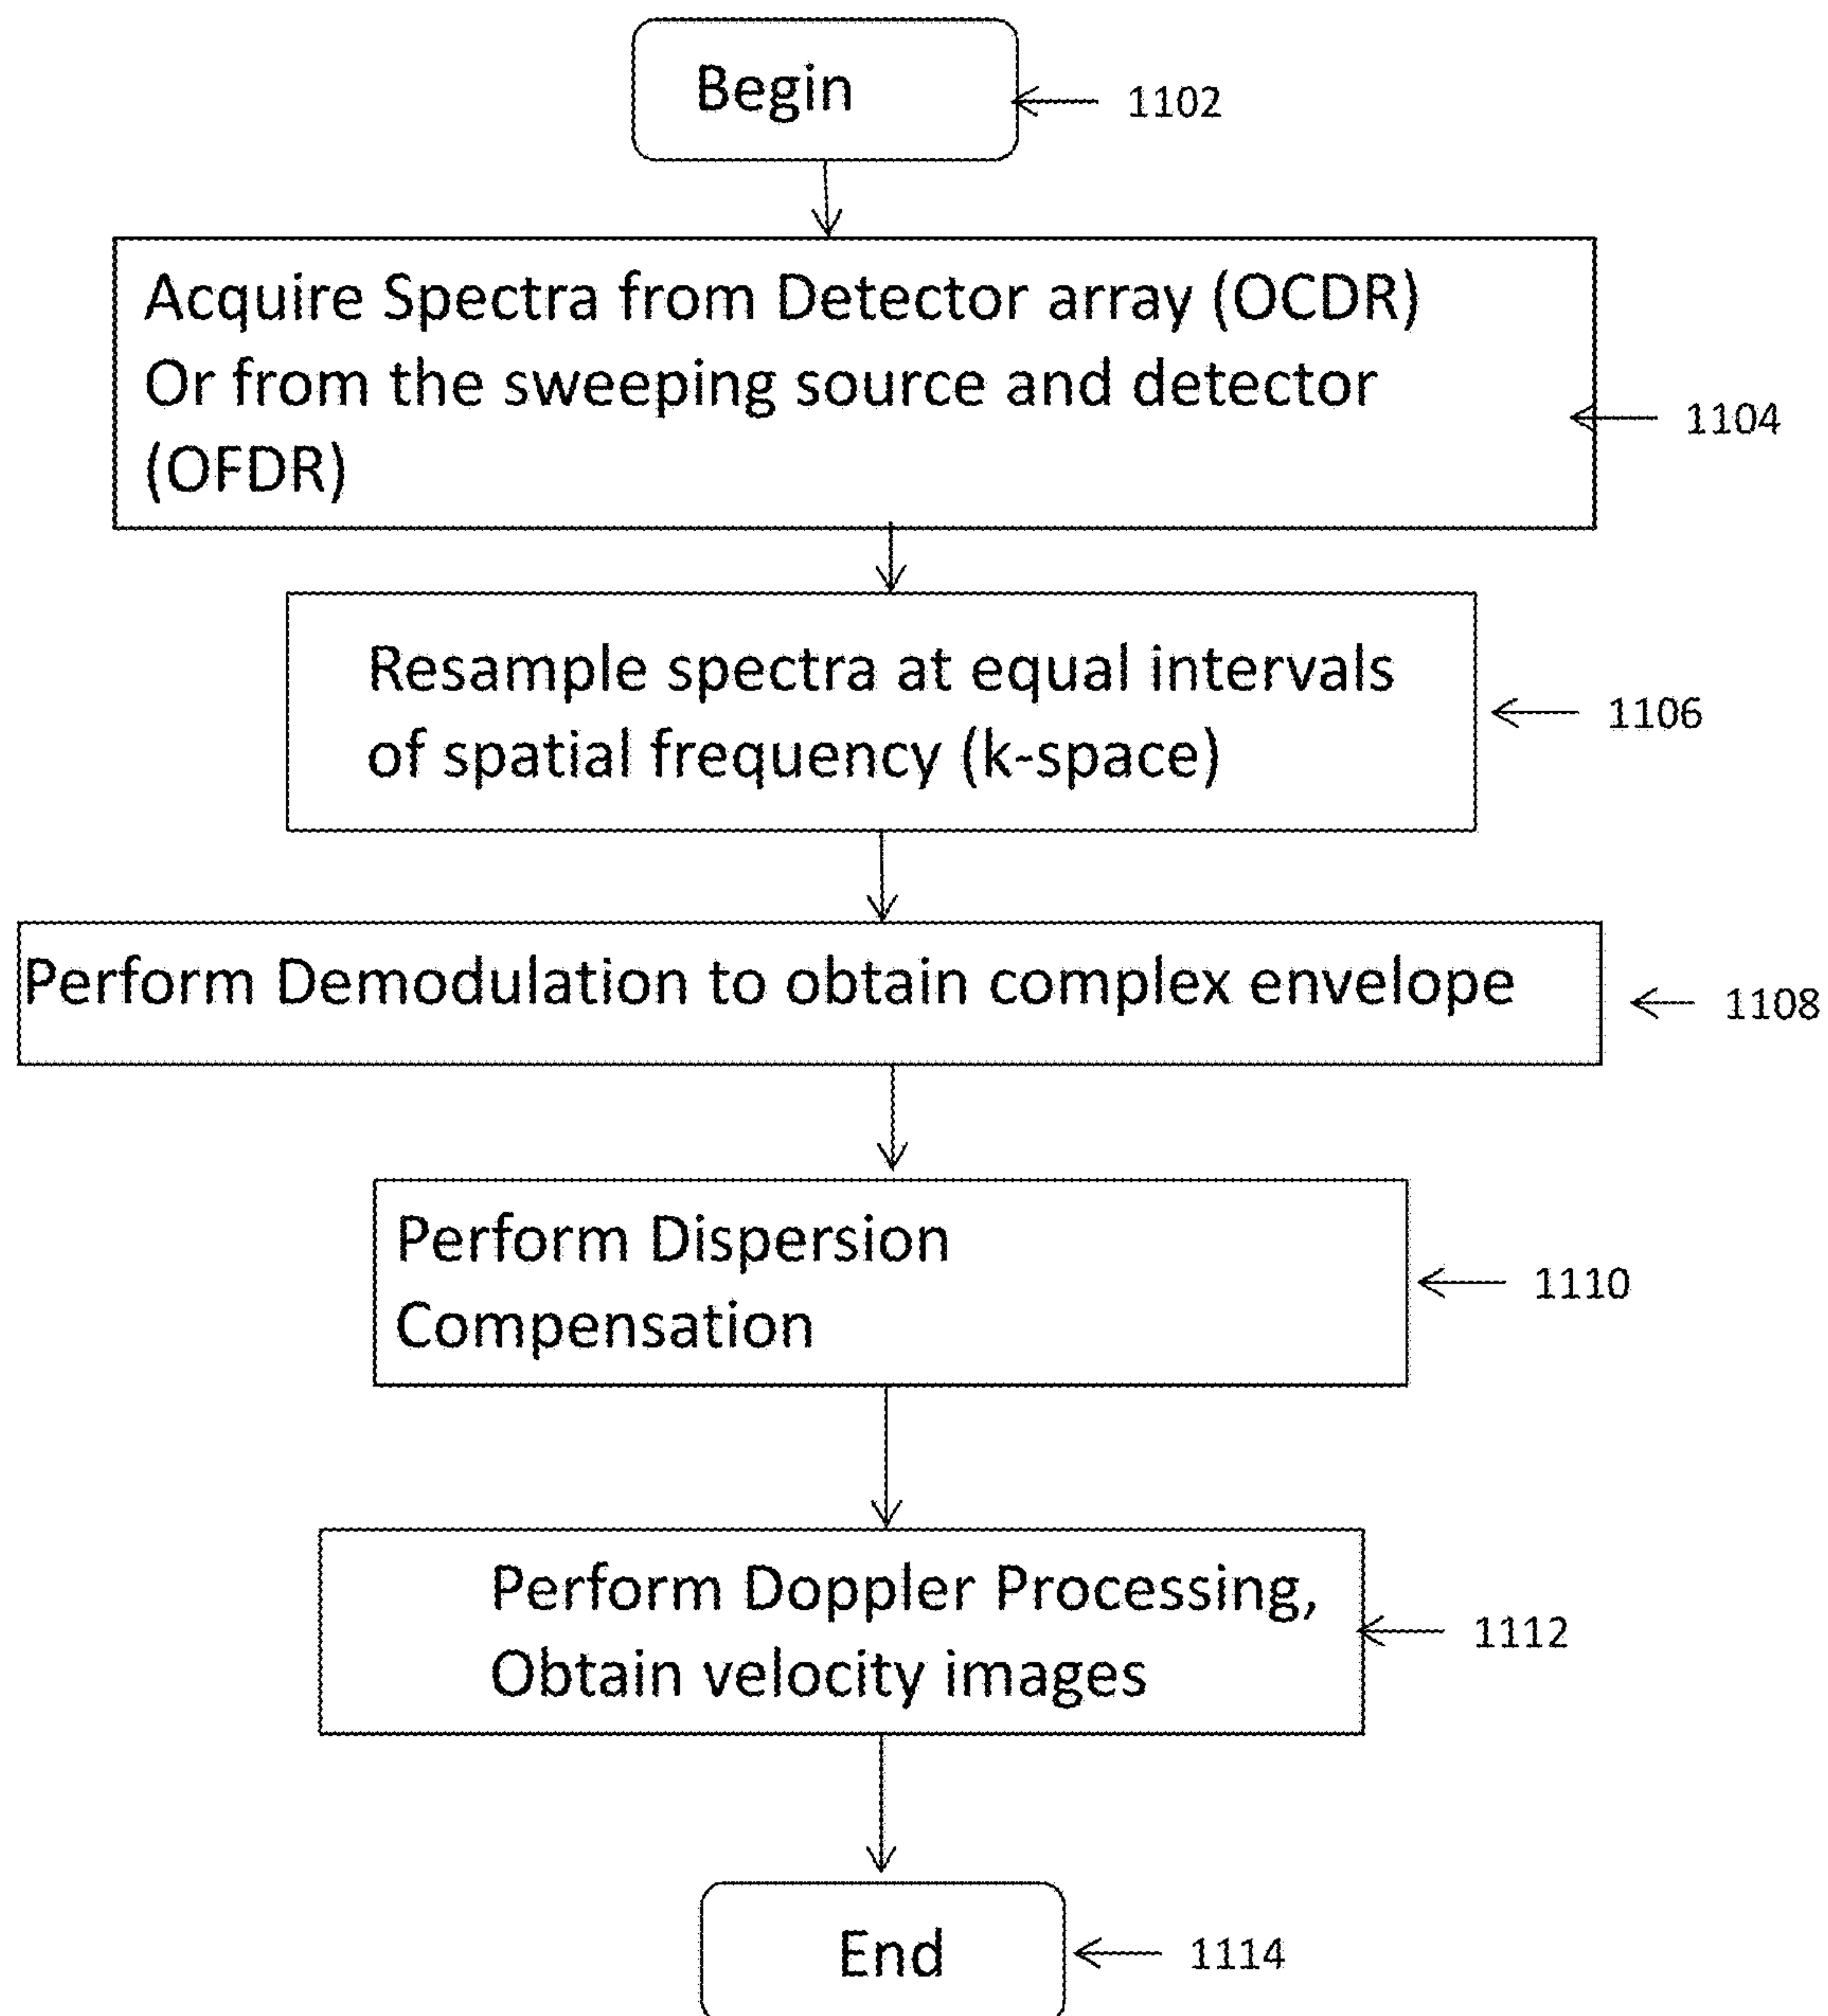 Begin
1102
Acquire Spectra from Detector array (OCDR)
Or from the sweeping source and detector
(OFDR)
1104
Resample spectra at equal intervals
of spatial frequency (k-space)
1106
Perform Demodulation to obtain complex envelope
1108
Perform Dispersion
Compensation
1110
Perform Doppler Processing,
Obtain velocity images
1112
End
1114